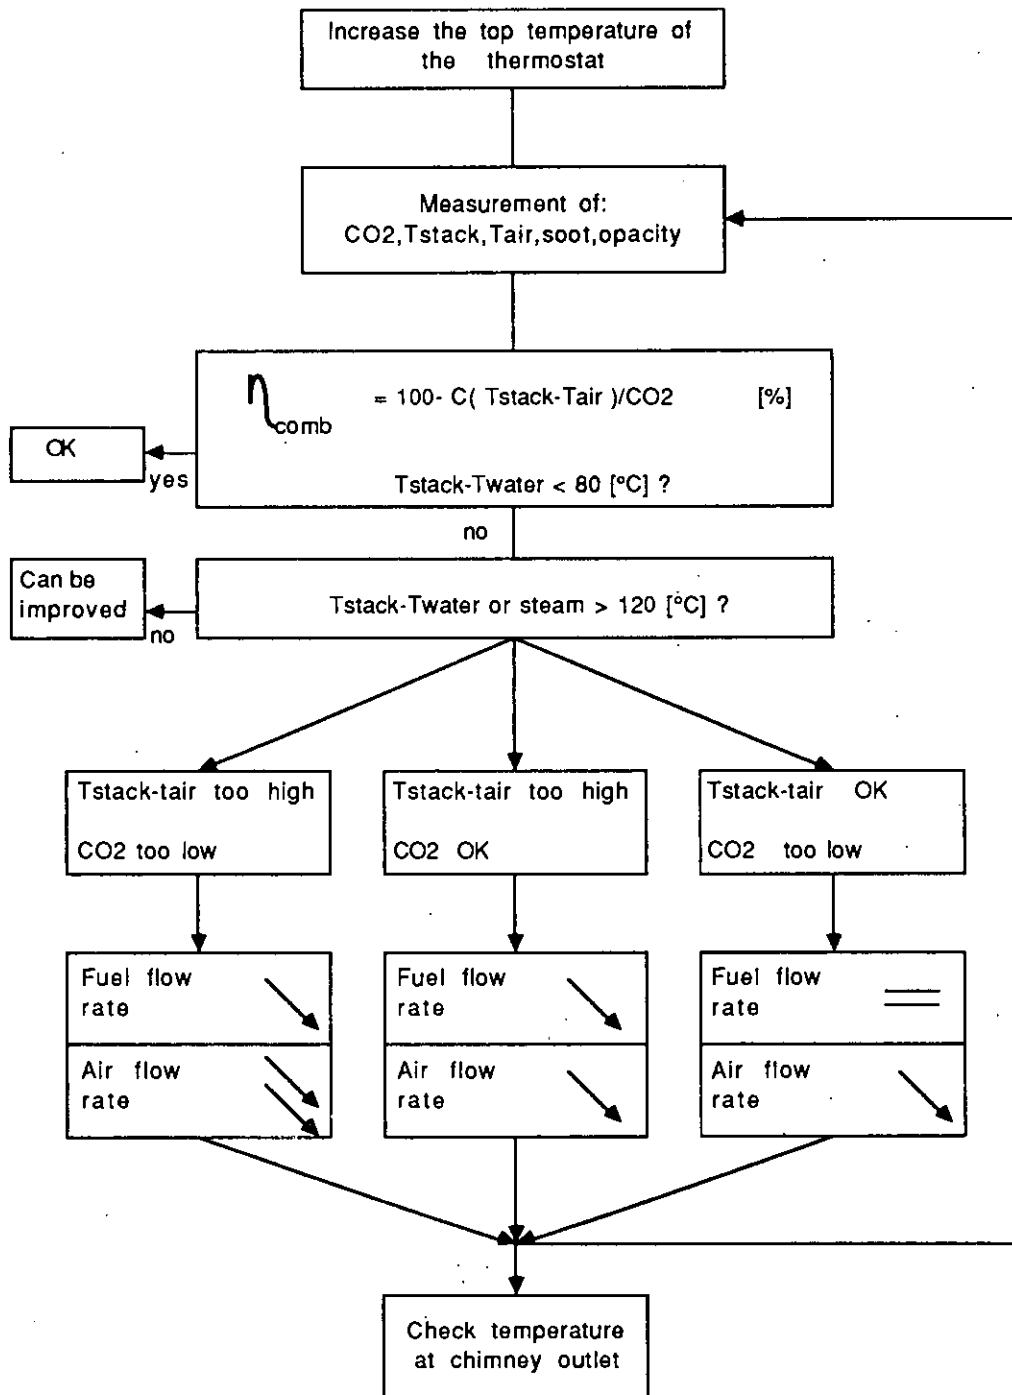 Increase the top temperature of
the thermostat
Measurement of:
CO2,Tstack,Tair,soot,opacity
η comb = 100- C( Tstack-Tair )/CO2 [%]
OK
yes
Tstack-Twater < 80 [°C] ?
no
Can be
improved
no
Tstack-Twater or steam > 120 [°C] ?
Tstack-tair too high
CO2 too low
Tstack-tair too high
CO2 OK
Tstack-tair OK
CO2 too low
Fuel flow
rate
Air flow
rate
Fuel flow
rate
Air flow
rate
Fuel flow
rate
Air flow
rate
Check temperature
at chimney outlet